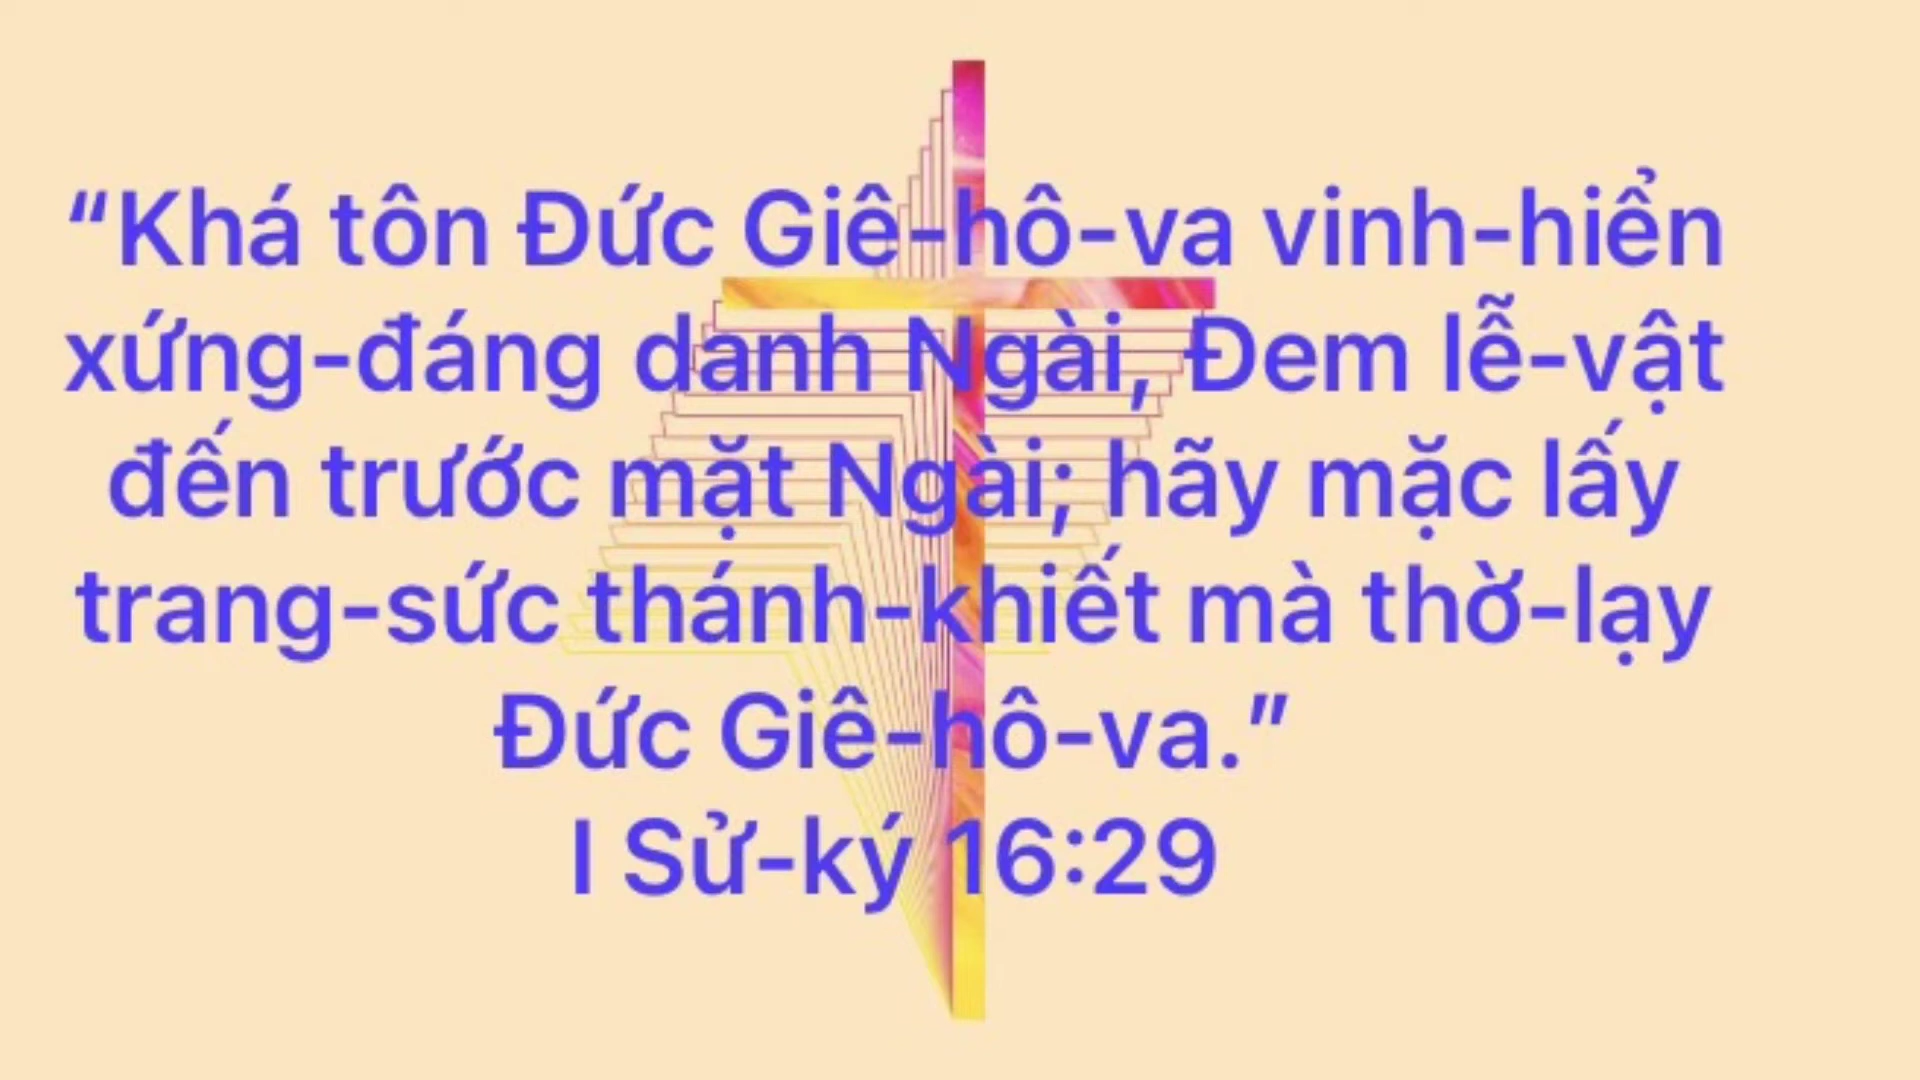 “Khá tôn Đức Giê-hô-va vinh-hiển
xứng-đáng danh Ngài, Đem lễ-vật
đến trước mặt Ngài; hãy mặc lấy
trang-sức thánh-khiết mà thờ-lạy
Đức Giê-hô-va.”
I Sử-ký 16:29